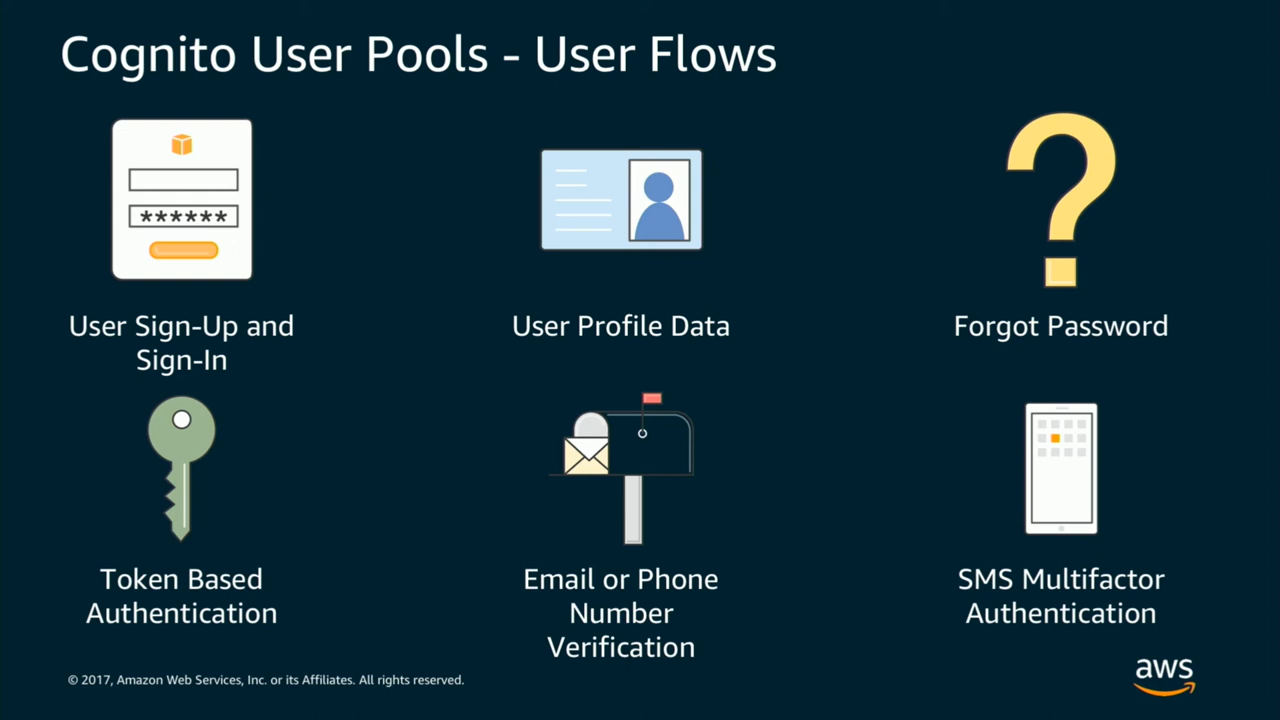 Cognito User Pools - User Flows
******
User Sign-Up and
Sign-In
User Profile Data
Forgot Password
Token Based
Authentication
Email or Phone
Number
Verification
SMS Multifactor
Authentication
© 2017, Amazon Web Services, Inc. or its Affiliates. All rights reserved.
aws